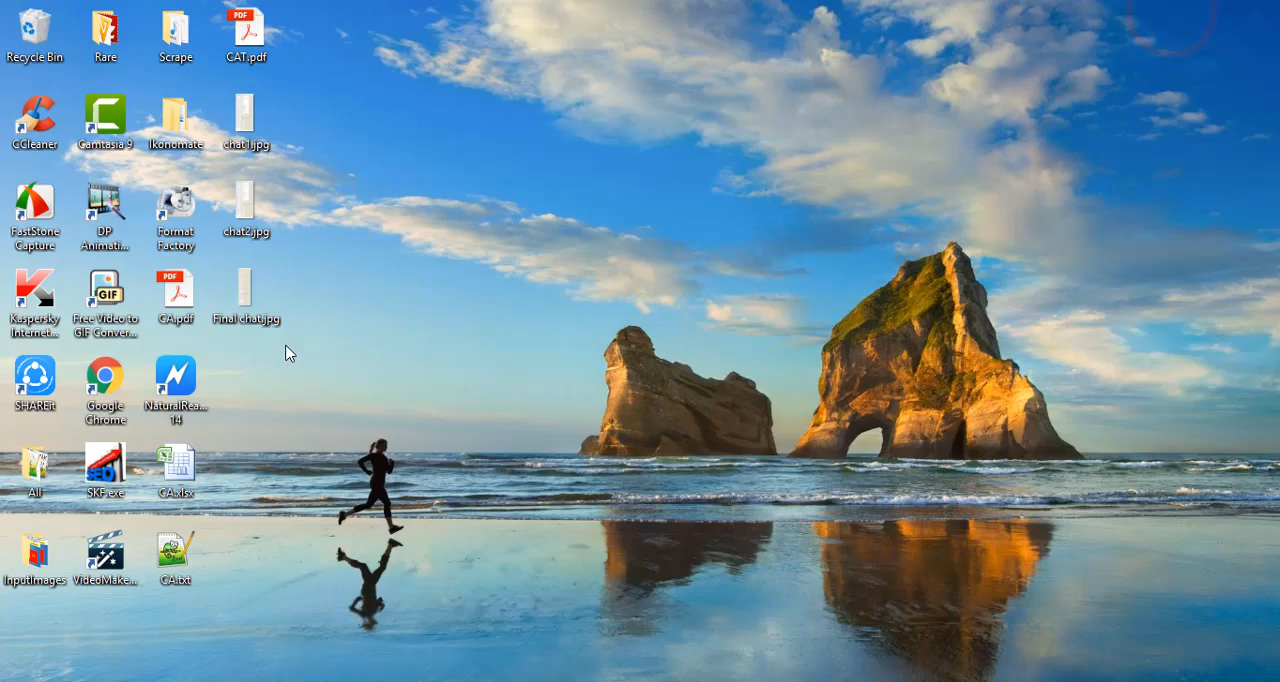 Recycle Bin
Rare
Scrape
PDF
CAT.pdf
CCleaner
Camtasia 9
Ikonomate
chat1.jpg
FastStone
Capture
DP
Animati...
Format
Factory
chat2.jpg
Kaspersky
Internet...
GIF
Free Video to
GIF Conver...
PDF
CA.pdf
Final chat.jpg
SHAREit
Google
Chrome
NaturalRea...
14
All
SEO
SKF.exe
CA.xlsx
InputImages
VideoMake...
CA.txt